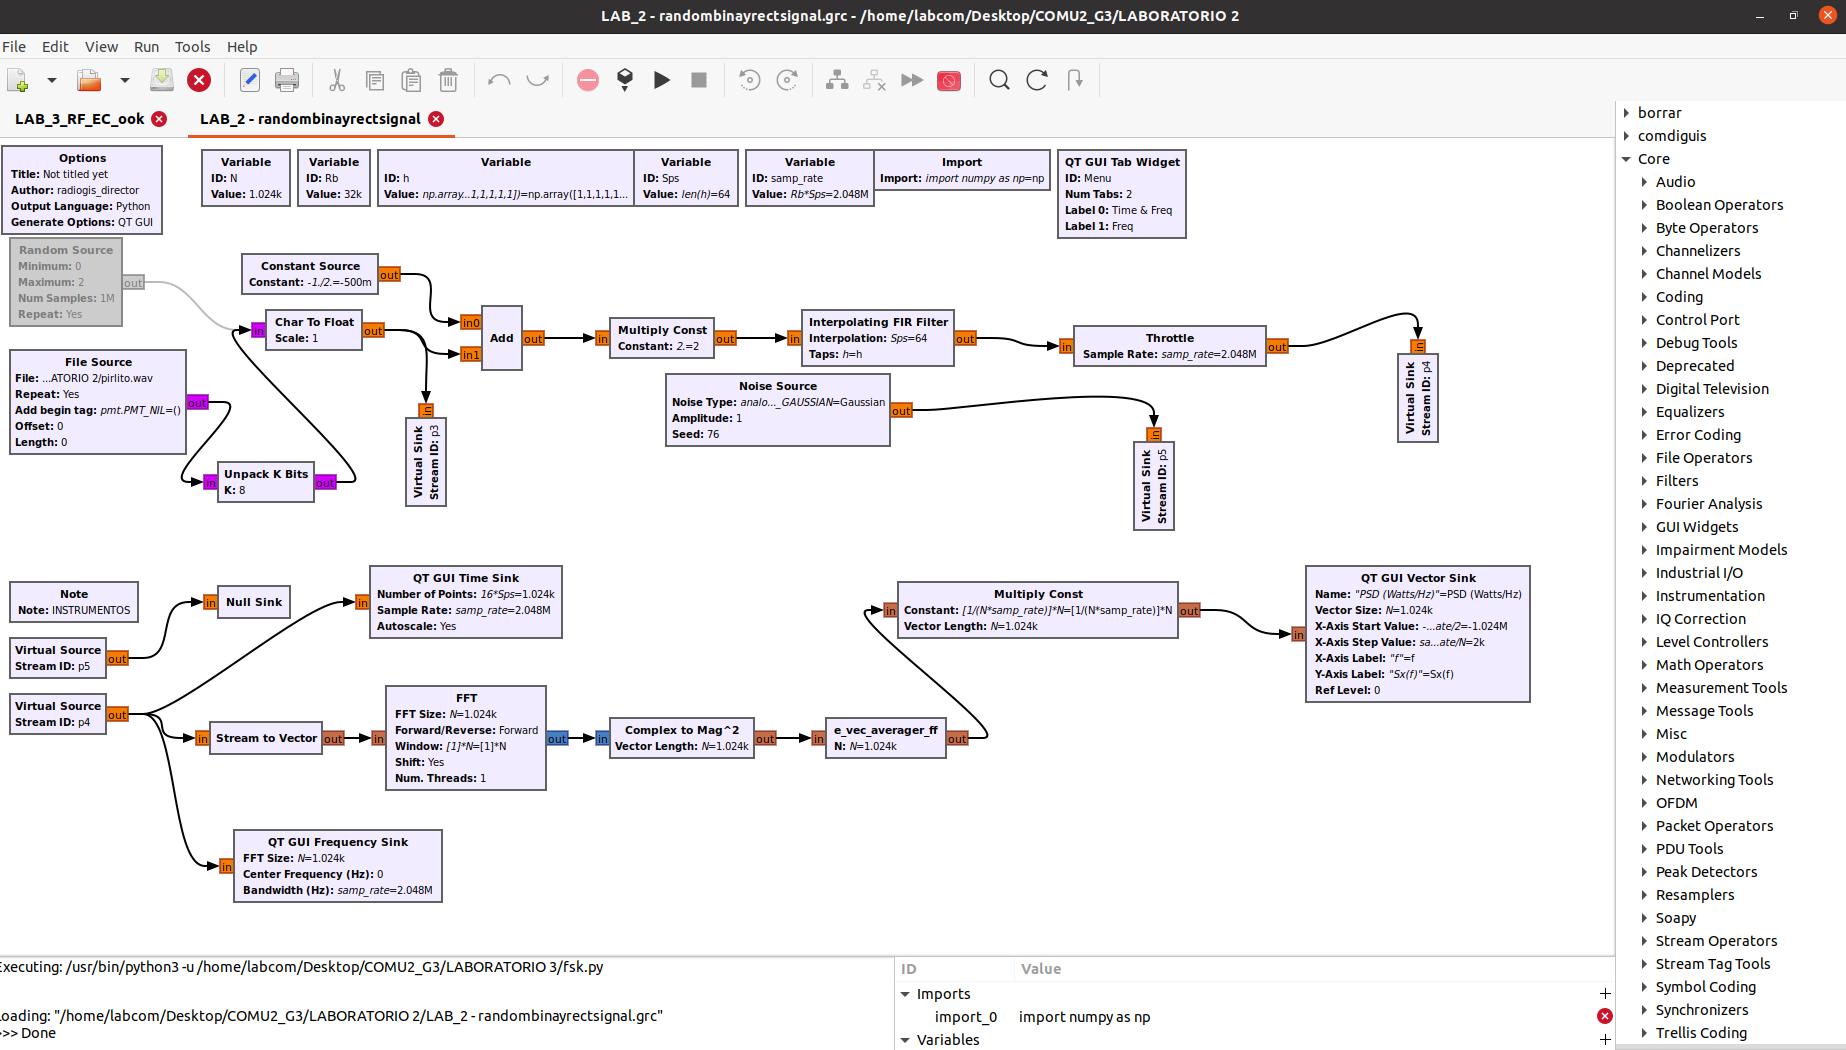 LAB_2 - randombinayrectsignal.grc - /home/labcom/Desktop/COMU2_G3/LABORATORIO 2
File Edit View Run Tools Help
LAB_3_RF_EC_ook
LAB_2 - randombinayrectsignal
Options
Title: Not titled yet
Author: radiogis_director
Output Language: Python
Generate Options: QT GUI
Variable
ID: N
Value: 1.024k
Variable
ID: Rb
Value: 32k
Variable
ID: h
Value: np.array...1,1,1,1,1])=np.array([1,1,1,1,1...
Variable
ID: Sps
Value: len(h)=64
Variable
ID: samp_rate
Value: Rb*Sps=2.048M
Import
Import: import numpy as np=np
QT GUI Tab Widget
ID: Menu
Num Tabs: 2
Label 0: Time & Freq
Label 1: Freq
Random Source
Minimum: 0
Maximum: 2
Num Samples: 1M
Repeat: Yes
out
Constant Source
Constant: -1./2.=-500m
out
in
Char To Float
Scale: 1
out
in0
in1
Add
out
in
Multiply Const
Constant: 2.=2
out
in
Interpolating FIR Filter
Interpolation: Sps=64
Taps: h=h
out
in
Throttle
Sample Rate: samp_rate=2.048M
out
in
Virtual Sink
Stream ID: p4
File Source
File: ...ATORIO 2/pirlito.wav
Repeat: Yes
Add begin tag: pmt.PMT_NIL=()
Offset: 0
Length: 0
out
in
Unpack K Bits
K: 8
out
in
Virtual Sink
Stream ID: p3
Noise Source
Noise Type: analo..._GAUSSIAN=Gaussian
Amplitude: 1
Seed: 76
out
in
Virtual Sink
Stream ID: p5
Note
Note: INSTRUMENTOS
in
Null Sink
Virtual Source
Stream ID: p5
out
Virtual Source
Stream ID: p4
out
in
QT GUI Time Sink
Number of Points: 16*Sps=1.024k
Sample Rate: samp_rate=2.048M
Autoscale: Yes
in
Stream to Vector
out
in
FFT
FFT Size: N=1.024k
Forward/Reverse: Forward
Window: [1]*N=[1]*N
Shift: Yes
Num. Threads: 1
out
in
Complex to Mag^2
Vector Length: N=1.024k
out
in
e_vec_averager_ff
N: N=1.024k
out
in
Multiply Const
Constant: [1/(N*samp_rate)]*N=[1/(N*samp_rate)]*N
Vector Length: N=1.024k
out
in
QT GUI Vector Sink
Name: "PSD (Watts/Hz)"=PSD (Watts/Hz)
Vector Size: N=1.024k
X-Axis Start Value: -...ate/2=-1.024M
X-Axis Step Value: sa...ate/N=2k
X-Axis Label: "f"=f
Y-Axis Label: "Sx(f)"=Sx(f)
Ref Level: 0
in
QT GUI Frequency Sink
FFT Size: N=1.024k
Center Frequency (Hz): 0
Bandwidth (Hz): samp_rate=2.048M
Executing: /usr/bin/python3 -u /home/labcom/Desktop/COMU2_G3/LABORATORIO 3/fsk.py
Loading: "/home/labcom/Desktop/COMU2_G3/LABORATORIO 2/LAB_2 - randombinayrectsignal.grc"
>>> Done
ID Value
Imports
import_0 import numpy as np
Variables
borrar
comdiguis
Core
Audio
Boolean Operators
Byte Operators
Channelizers
Channel Models
Coding
Control Port
Debug Tools
Deprecated
Digital Television
Equalizers
Error Coding
File Operators
Filters
Fourier Analysis
GUI Widgets
Impairment Models
Industrial I/O
Instrumentation
IQ Correction
Level Controllers
Math Operators
Measurement Tools
Message Tools
Misc
Modulators
Networking Tools
OFDM
Packet Operators
PDU Tools
Peak Detectors
Resamplers
Soapy
Stream Operators
Stream Tag Tools
Symbol Coding
Synchronizers
Trellis Coding